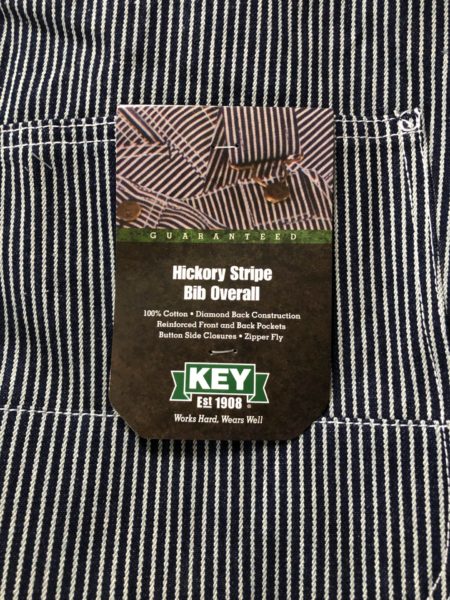 GUARANTEED
Hickory Stripe
Bib Overall
100% Cotton • Diamond Back Construction
Reinforced Front and Back Pockets
Button Side Closures • Zipper Fly
KEY
Est 1908 ®
Works Hard, Wears Well